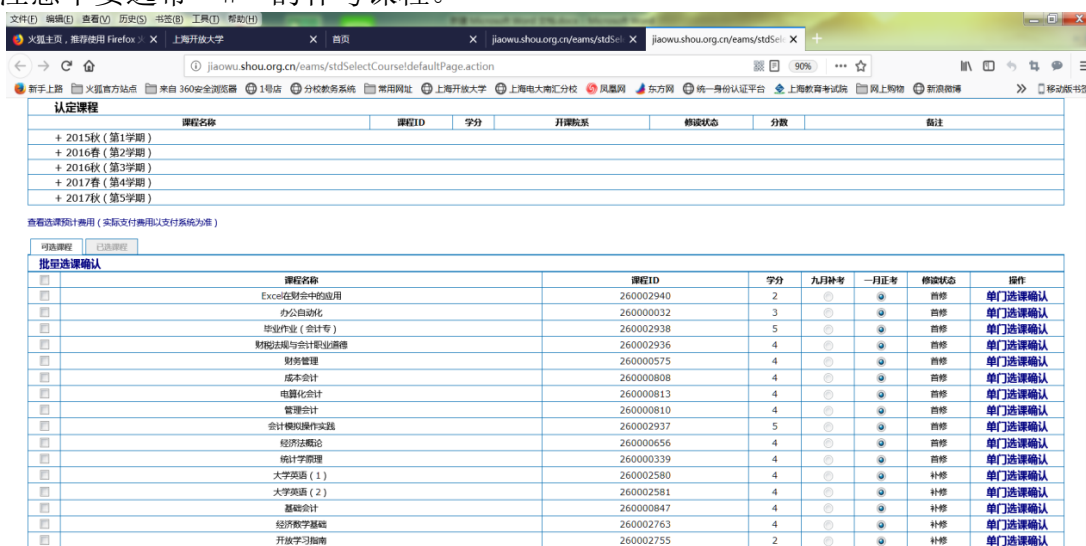 注意不要选带“#”的补考课程。
文件(F) 编辑(E) 查看(V) 历史(S) 书签(B) 工具(T) 帮助(H)
火狐主页，推荐使用 Firefox 上海开放大学 首页 jiaowu.shou.org.cn/eams/stdSel jiaowu.shou.org.cn/eams/stdSel
jiaowu.shou.org.cn/eams/stdSelectCourse!defaultPage.action 90%
新手上路 火狐官方站点 来自 360安全浏览器 1号店 分校教务系统 常用网址 上海开放大学 上海电大南汇分校 凤凰网 东方网 统一身份认证平台 上海教育考试院 网上购物 新浪微博 移动版书签
认定课程
课程名称 课程ID 学分 开课院系 修读状态 分数 备注
+ 2015秋 ( 第1学期 )
+ 2016春 ( 第2学期 )
+ 2016秋 ( 第3学期 )
+ 2017春 ( 第4学期 )
+ 2017秋 ( 第5学期 )
查看选课预计费用 ( 实际支付费用以支付系统为准 )
可选课程 已选课程
批量选课确认
课程名称 课程ID 学分 九月补考 一月正考 修读状态 操作
Excel在财会中的应用 260002940 2 首修 单门选课确认
办公自动化 260000032 3 首修 单门选课确认
毕业作业 ( 会计专 ) 260002938 5 首修 单门选课确认
财税法规与会计职业道德 260002936 4 首修 单门选课确认
财务管理 260000575 4 首修 单门选课确认
成本会计 260000808 4 首修 单门选课确认
电算化会计 260000813 4 首修 单门选课确认
管理会计 260000810 4 首修 单门选课确认
会计模拟操作实践 260002937 5 首修 单门选课确认
经济法概论 260000656 4 首修 单门选课确认
统计学原理 260000339 4 首修 单门选课确认
大学英语 ( 1 ) 260002580 4 补修 单门选课确认
大学英语 ( 2 ) 260002581 4 补修 单门选课确认
基础会计 260000847 4 补修 单门选课确认
经济数学基础 260002763 4 补修 单门选课确认
开放学习指南 260002755 2 补修 单门选课确认